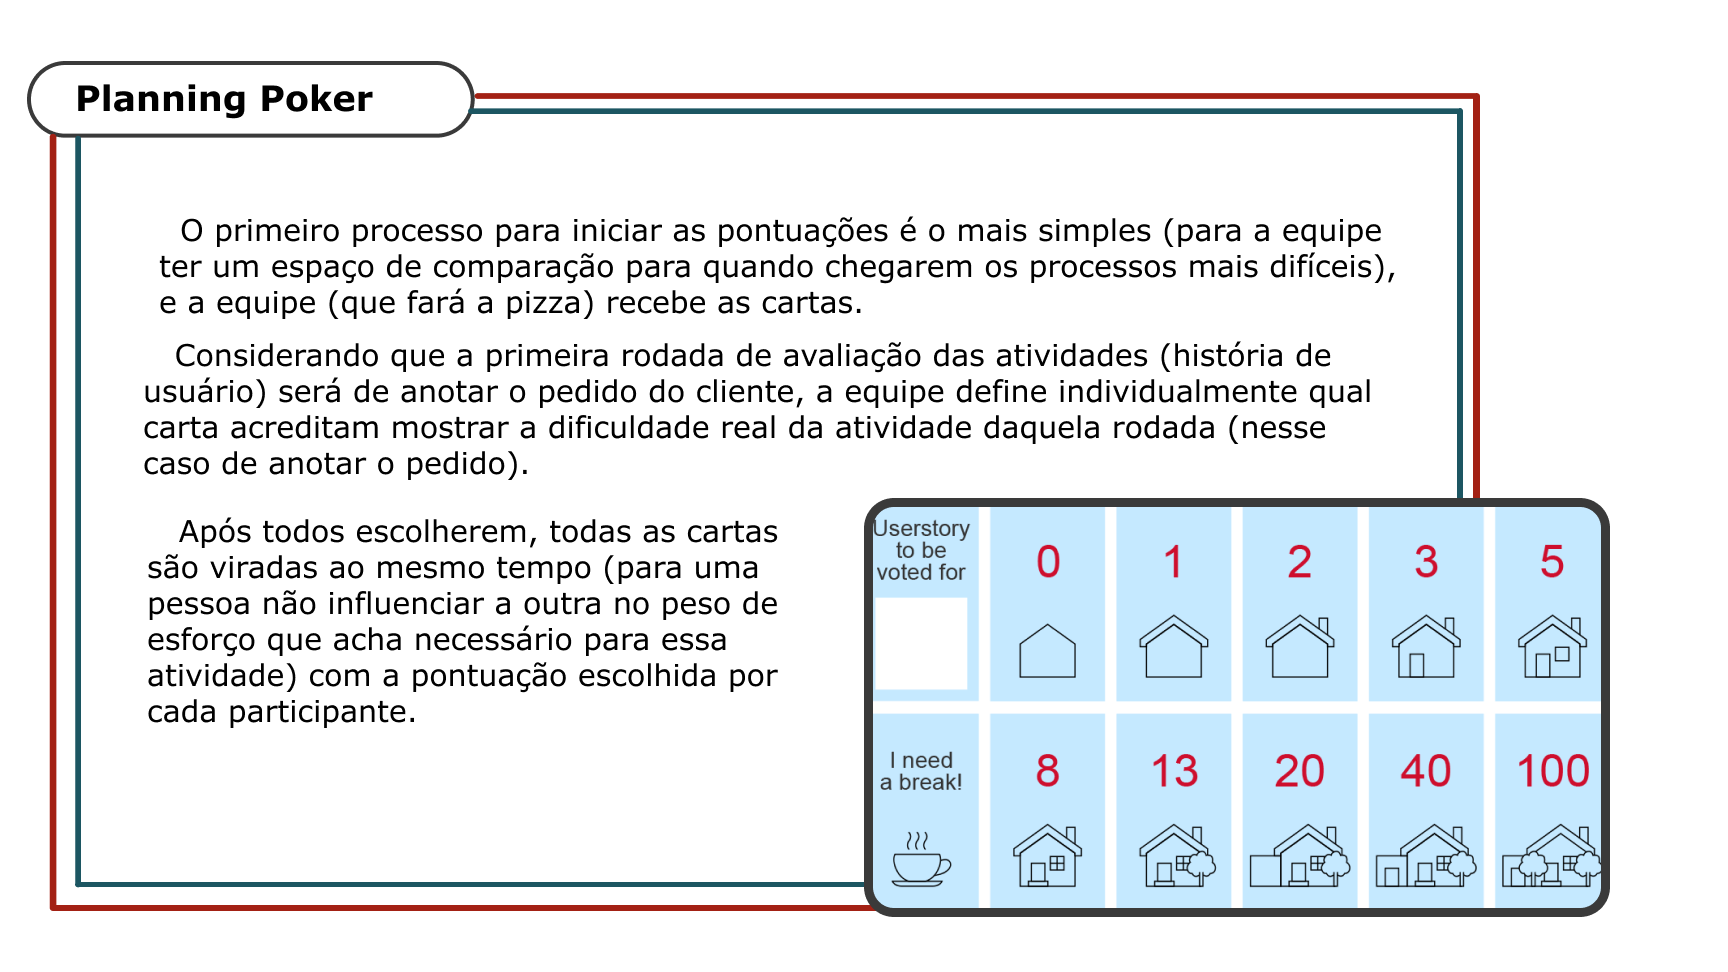 Planning Poker
O primeiro processo para iniciar as pontuações é o mais simples (para a equipe
ter um espaço de comparação para quando chegarem os processos mais difíceis),
e a equipe (que fará a pizza) recebe as cartas.
Considerando que a primeira rodada de avaliação das atividades (história de
usuário) será de anotar o pedido do cliente, a equipe define individualmente qual
carta acreditam mostrar a dificuldade real da atividade daquela rodada (nesse
caso de anotar o pedido).
Após todos escolherem, todas as cartas
são viradas ao mesmo tempo (para uma
pessoa não influenciar a outra no peso de
esforço que acha necessário para essa
atividade) com a pontuação escolhida por
cada participante.
Userstory
to be
voted for
0
1
2
3
5
I need
a break!
8
13
20
40
100